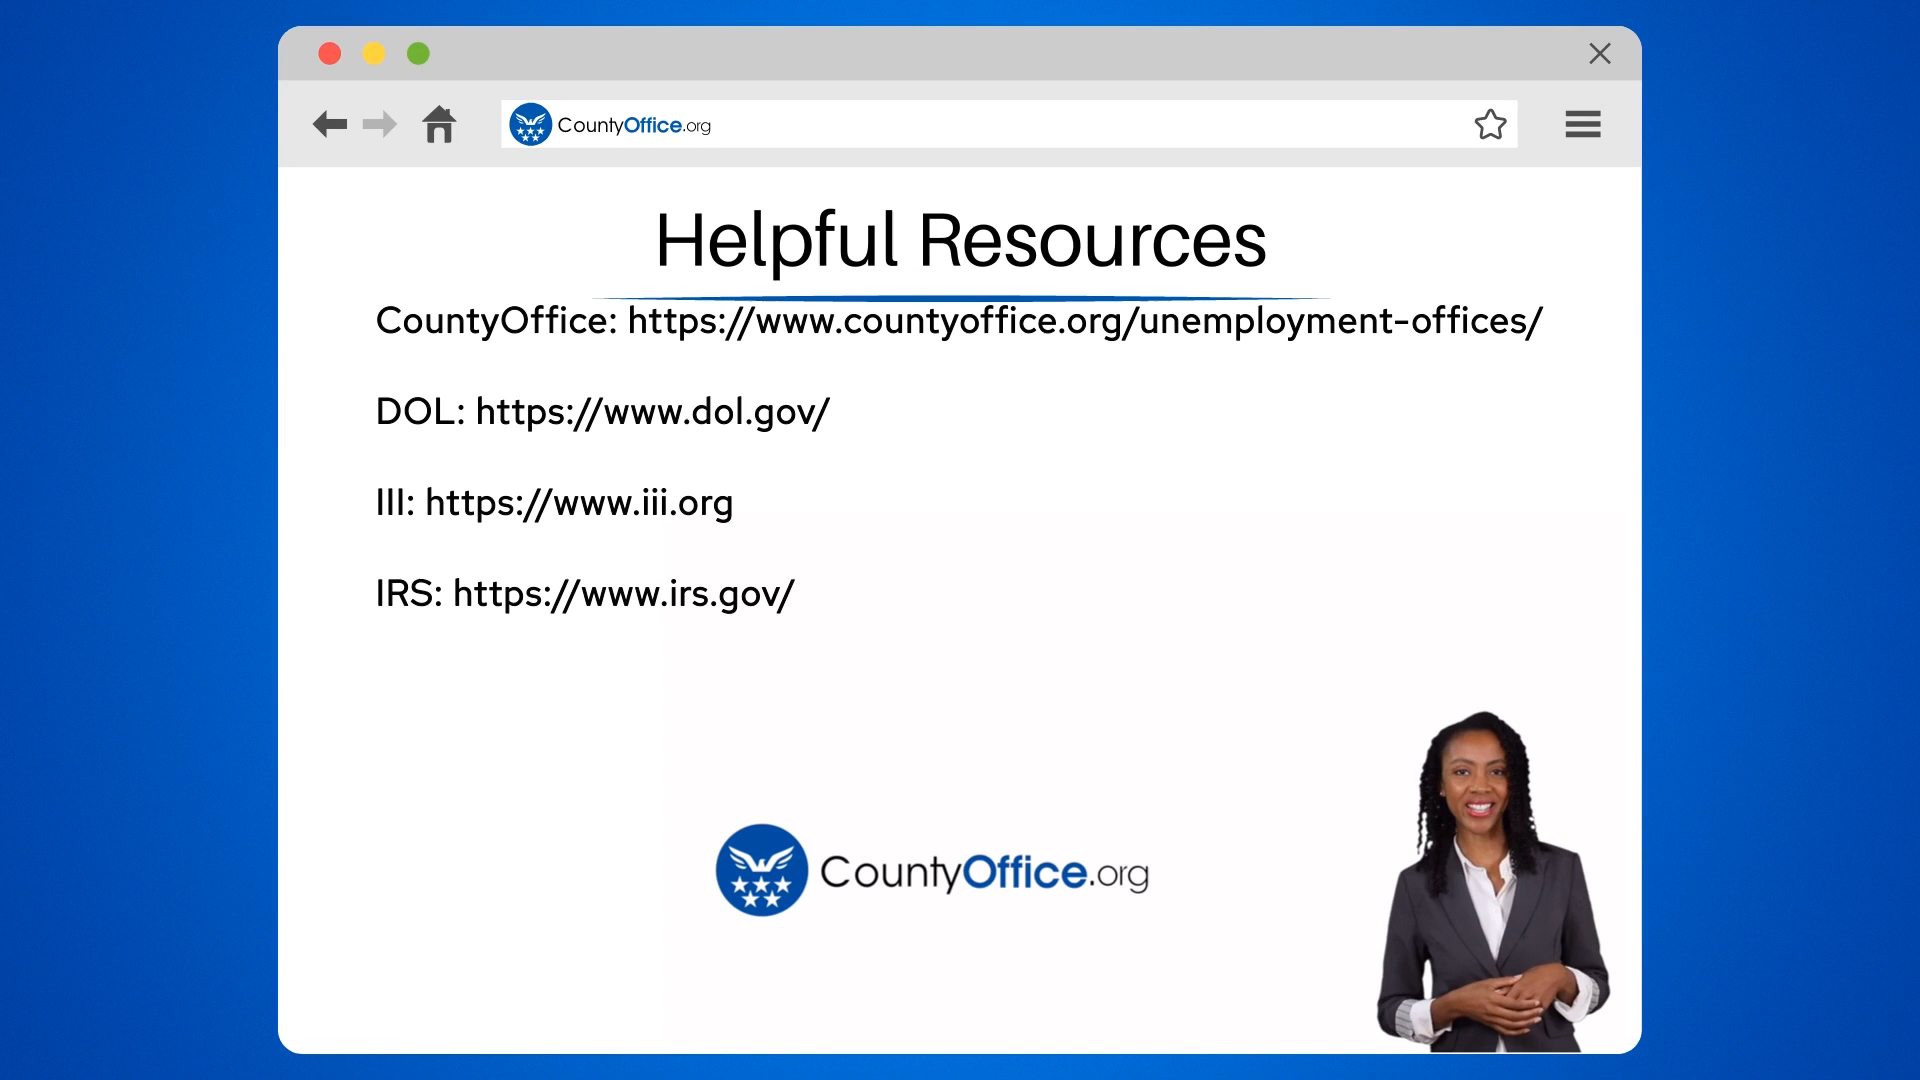 CountyOffice.org
Helpful Resources
CountyOffice: https://www.countyoffice.org/unemployment-offices/
DOL: https://www.dol.gov/
III: https://www.iii.org
IRS: https://www.irs.gov/
CountyOffice.org